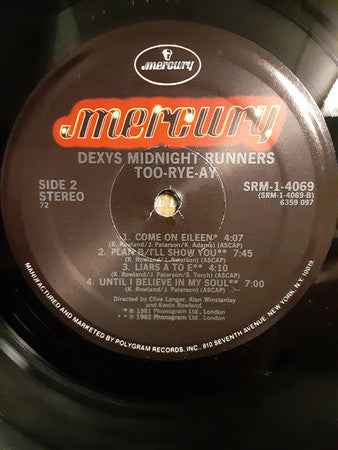 mercury
mercury
DEXYS MIDNIGHT RUNNERS
TOO-RYE-AY
SIDE 2
STEREO
72
SRM-1-4069
(SRM-1-4069-B)
6359 097
1. COME ON EILEEN* 4:07
(K. Rowland/J. Paterson/K. Adams) (ASCAP)
2. PLAN B/I'LL SHOW YOU** 7:45
(K. Rowland/J. Paterson) (ASCAP)
3. LIARS A TO E** 4:10
(K. Rowland/J. Paterson/S. Torch) (ASCAP)
4. UNTIL I BELIEVE IN MY SOUL** 7:00
(K. Rowland/J. Paterson) (ASCAP)
Directed by Clive Langer, Alan Winstanley
and Kevin Rowland
* ℗ 1981 Phonogram Ltd., London
** ℗ 1982 Phonogram Ltd., London
MANUFACTURED AND MARKETED BY POLYGRAM RECORDS, INC., 810 SEVENTH AVENUE, NEW YORK, N.Y. 10019